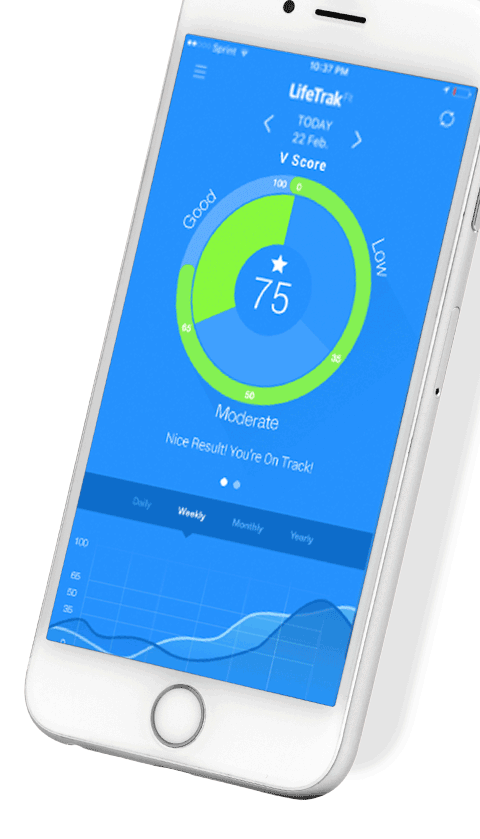 Sprint
10:37 PM
LifeTrak Fit
TODAY
22 Feb.
V Score
100 0
Good
Low
75
65
35
50
Moderate
Nice Result! You're On Track!
Daily Weekly Monthly Yearly
100
65
50
35
0